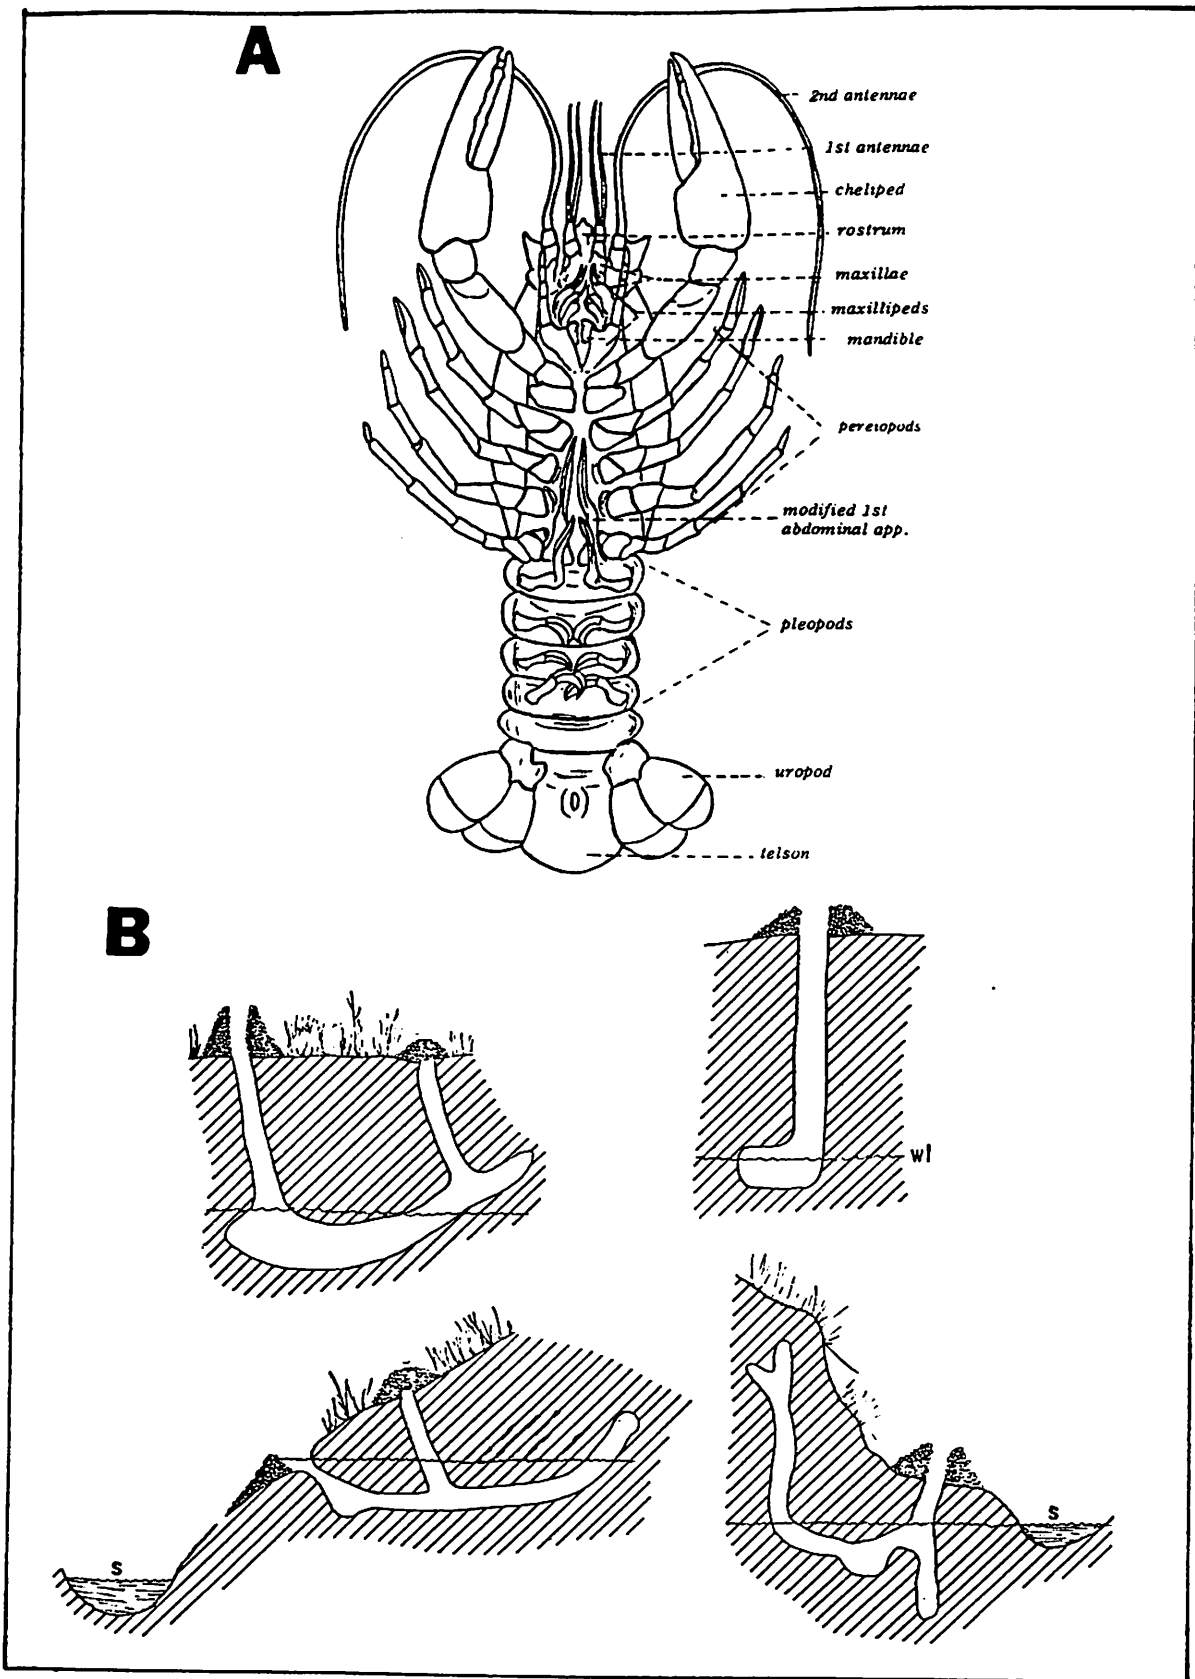 A
2nd antennae
1st antennae
cheliped
rostrum
maxillae
maxillipeds
mandible
pereiopods
modified 1st
abdominal app.
pleopods
uropod
telson
B
wl
s
s